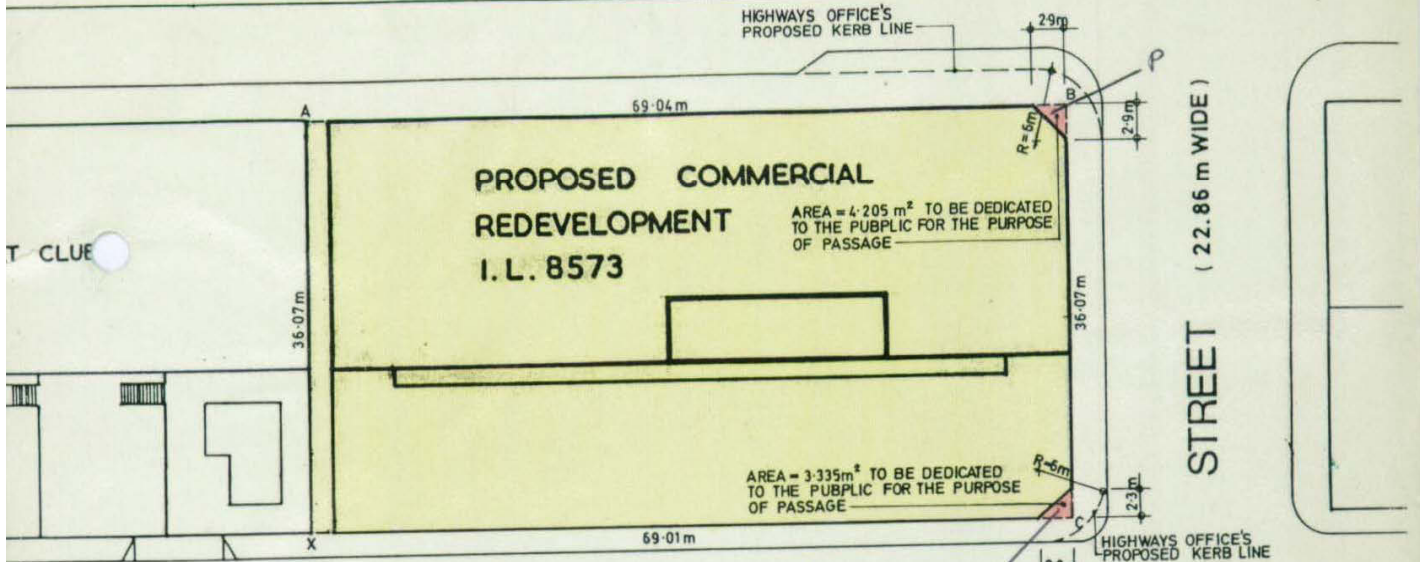 HIGHWAYS OFFICE'S
PROPOSED KERB LINE
2·9m
P
A
69·04m
B
2·9m
R=6m
PROPOSED COMMERCIAL
REDEVELOPMENT
I.L. 8573
AREA = 4·205 m² TO BE DEDICATED
TO THE PUBPLIC FOR THE PURPOSE
OF PASSAGE
T CLUB
36·07m
36·07m
STREET ( 22.86 m WIDE )
AREA = 3·335m² TO BE DEDICATED
TO THE PUBPLIC FOR THE PURPOSE
OF PASSAGE
R=6m
2·3m
C
X
69·01m
HIGHWAYS OFFICE'S
PROPOSED KERB LINE